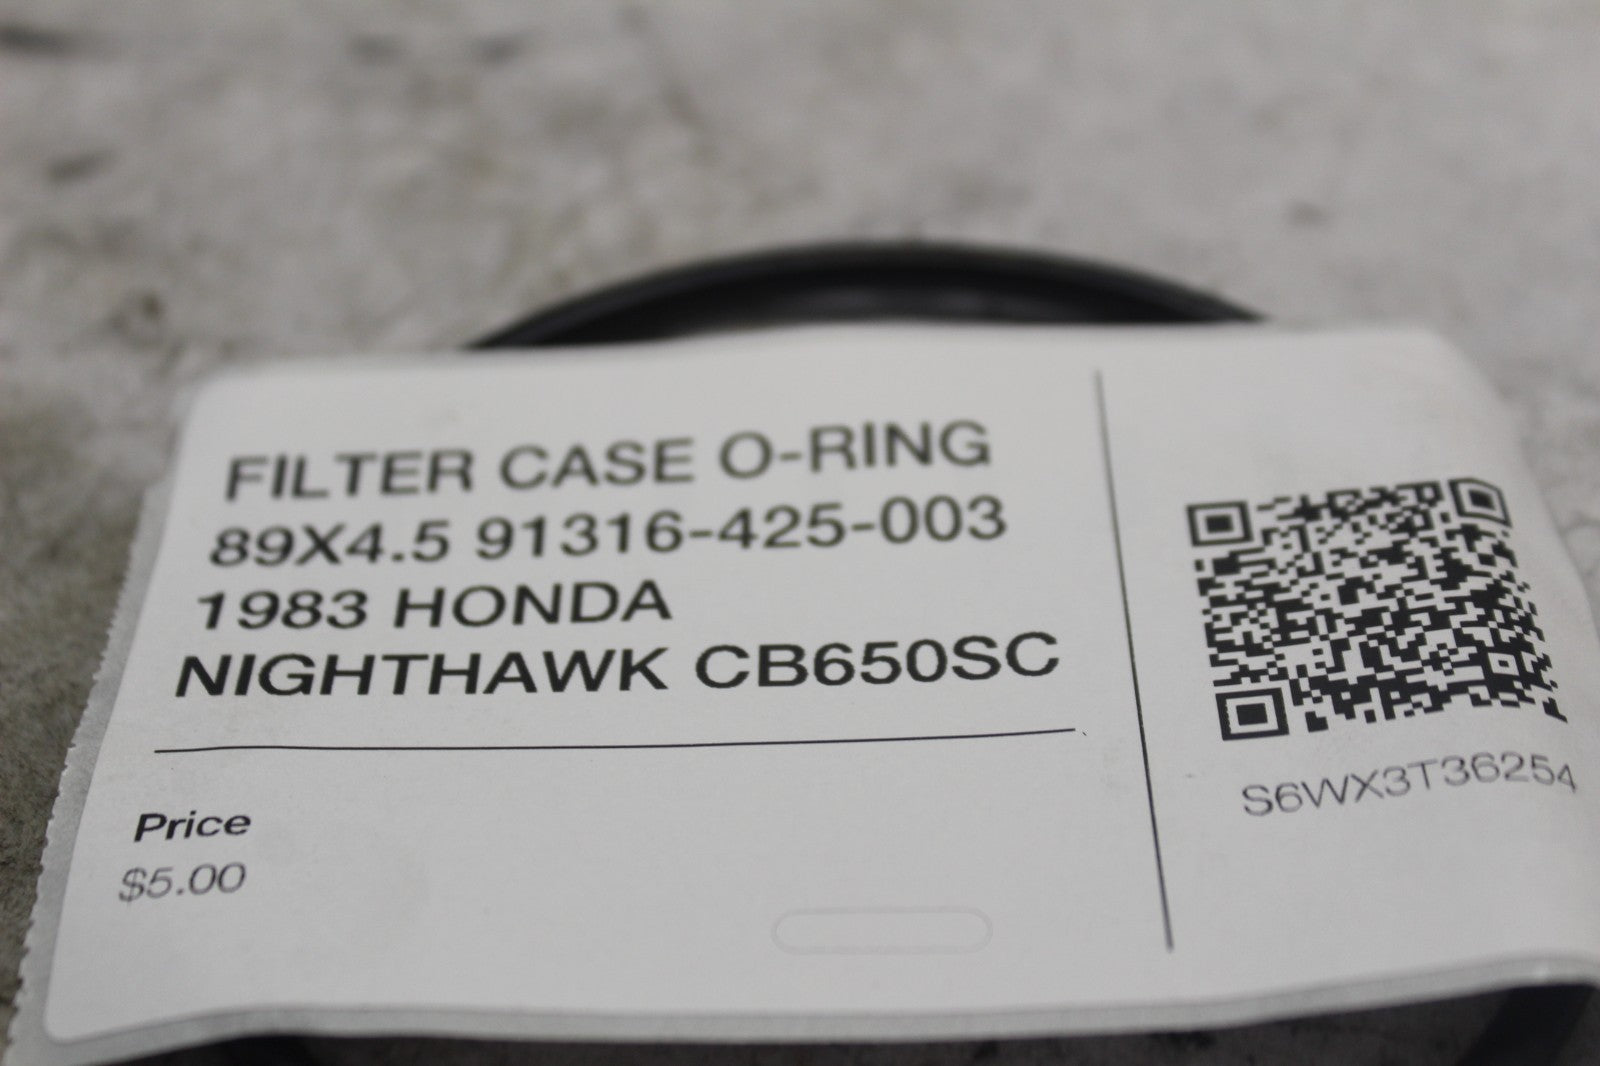 FILTER CASE O-RING
89X4.5 91316-425-003
1983 HONDA
NIGHTHAWK CB650SC
Price
$5.00
S6WX3T36254